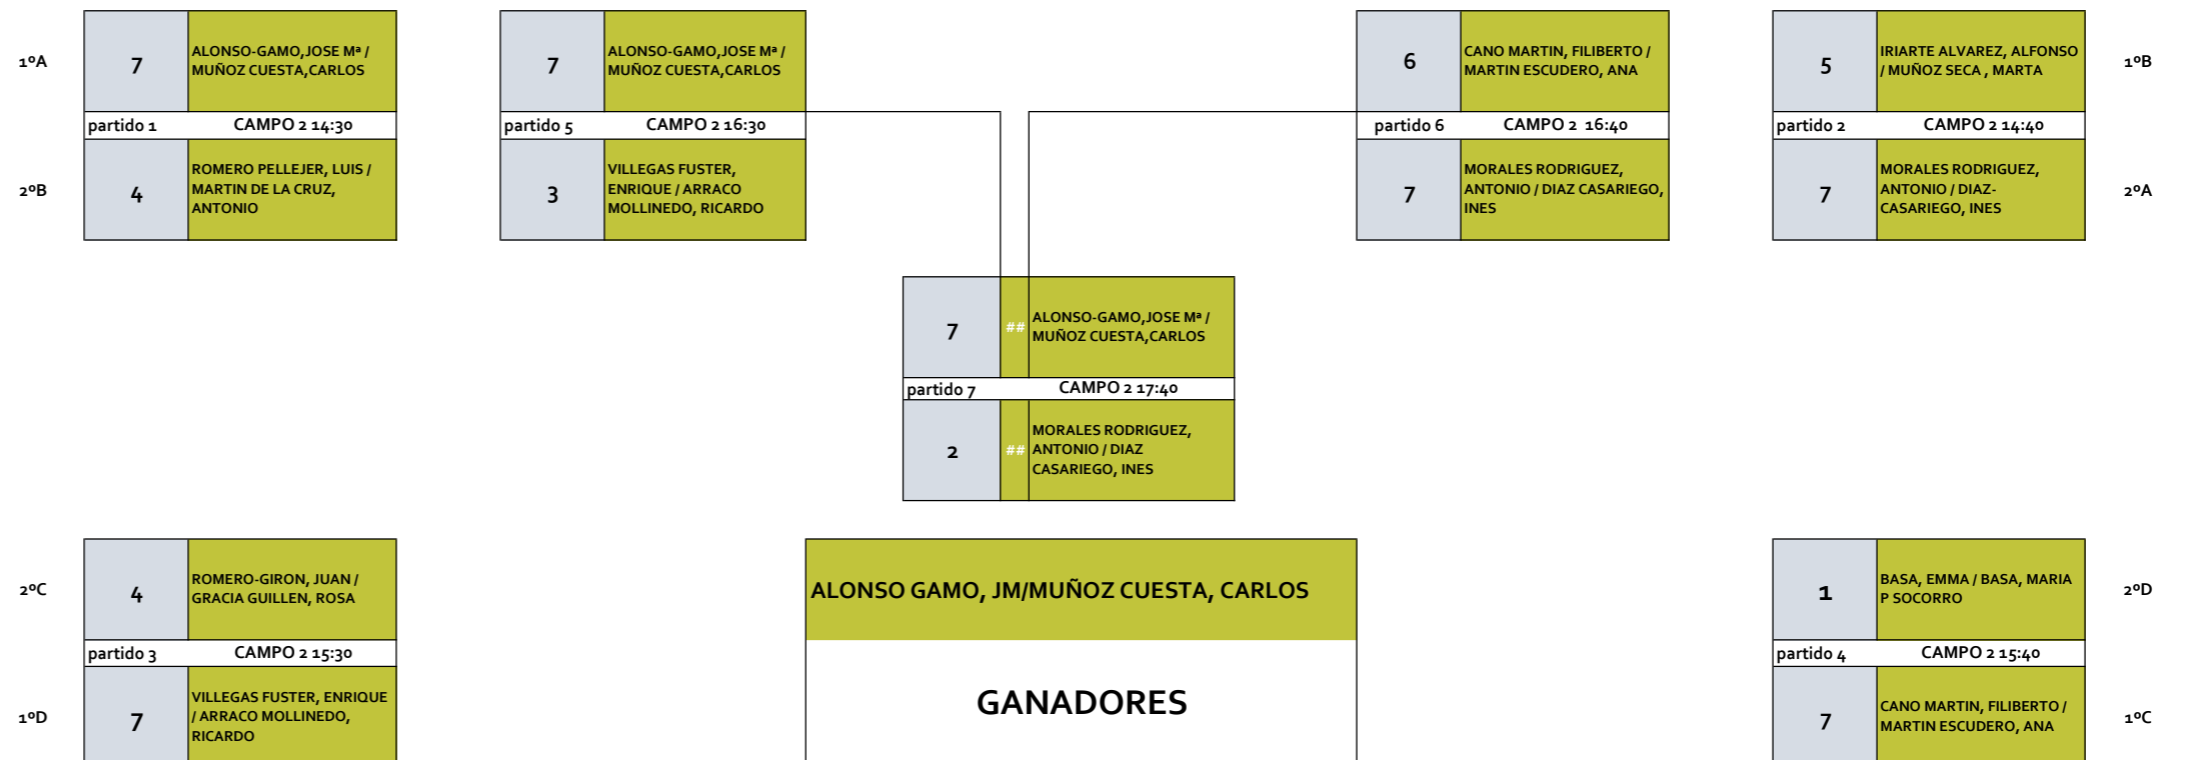 1ºA
7
ALONSO-GAMO,JOSE Mª /
MUÑOZ CUESTA,CARLOS
partido 1
CAMPO 2 14:30
2ºB
4
ROMERO PELLEJER, LUIS /
MARTIN DE LA CRUZ,
ANTONIO
7
ALONSO-GAMO,JOSE Mª /
MUÑOZ CUESTA,CARLOS
partido 5
CAMPO 2 16:30
3
VILLEGAS FUSTER,
ENRIQUE / ARRACO
MOLLINEDO, RICARDO
6
CANO MARTIN, FILIBERTO /
MARTIN ESCUDERO, ANA
partido 6
CAMPO 2 16:40
7
MORALES RODRIGUEZ,
ANTONIO / DIAZ CASARIEGO,
INES
5
IRIARTE ALVAREZ, ALFONSO
/ MUÑOZ SECA , MARTA
1ºB
partido 2
CAMPO 2 14:40
7
MORALES RODRIGUEZ,
ANTONIO / DIAZ-
CASARIEGO, INES
2ºA
7
##
ALONSO-GAMO,JOSE Mª /
MUÑOZ CUESTA,CARLOS
partido 7
CAMPO 2 17:40
2
##
MORALES RODRIGUEZ,
ANTONIO / DIAZ
CASARIEGO, INES
2ºC
4
ROMERO-GIRON, JUAN /
GRACIA GUILLEN, ROSA
partido 3
CAMPO 2 15:30
1ºD
7
VILLEGAS FUSTER, ENRIQUE
/ ARRACO MOLLINEDO,
RICARDO
ALONSO GAMO, JM/MUÑOZ CUESTA, CARLOS
GANADORES
1
BASA, EMMA / BASA, MARIA
P SOCORRO
2ºD
partido 4
CAMPO 2 15:40
7
CANO MARTIN, FILIBERTO /
MARTIN ESCUDERO, ANA
1ºC